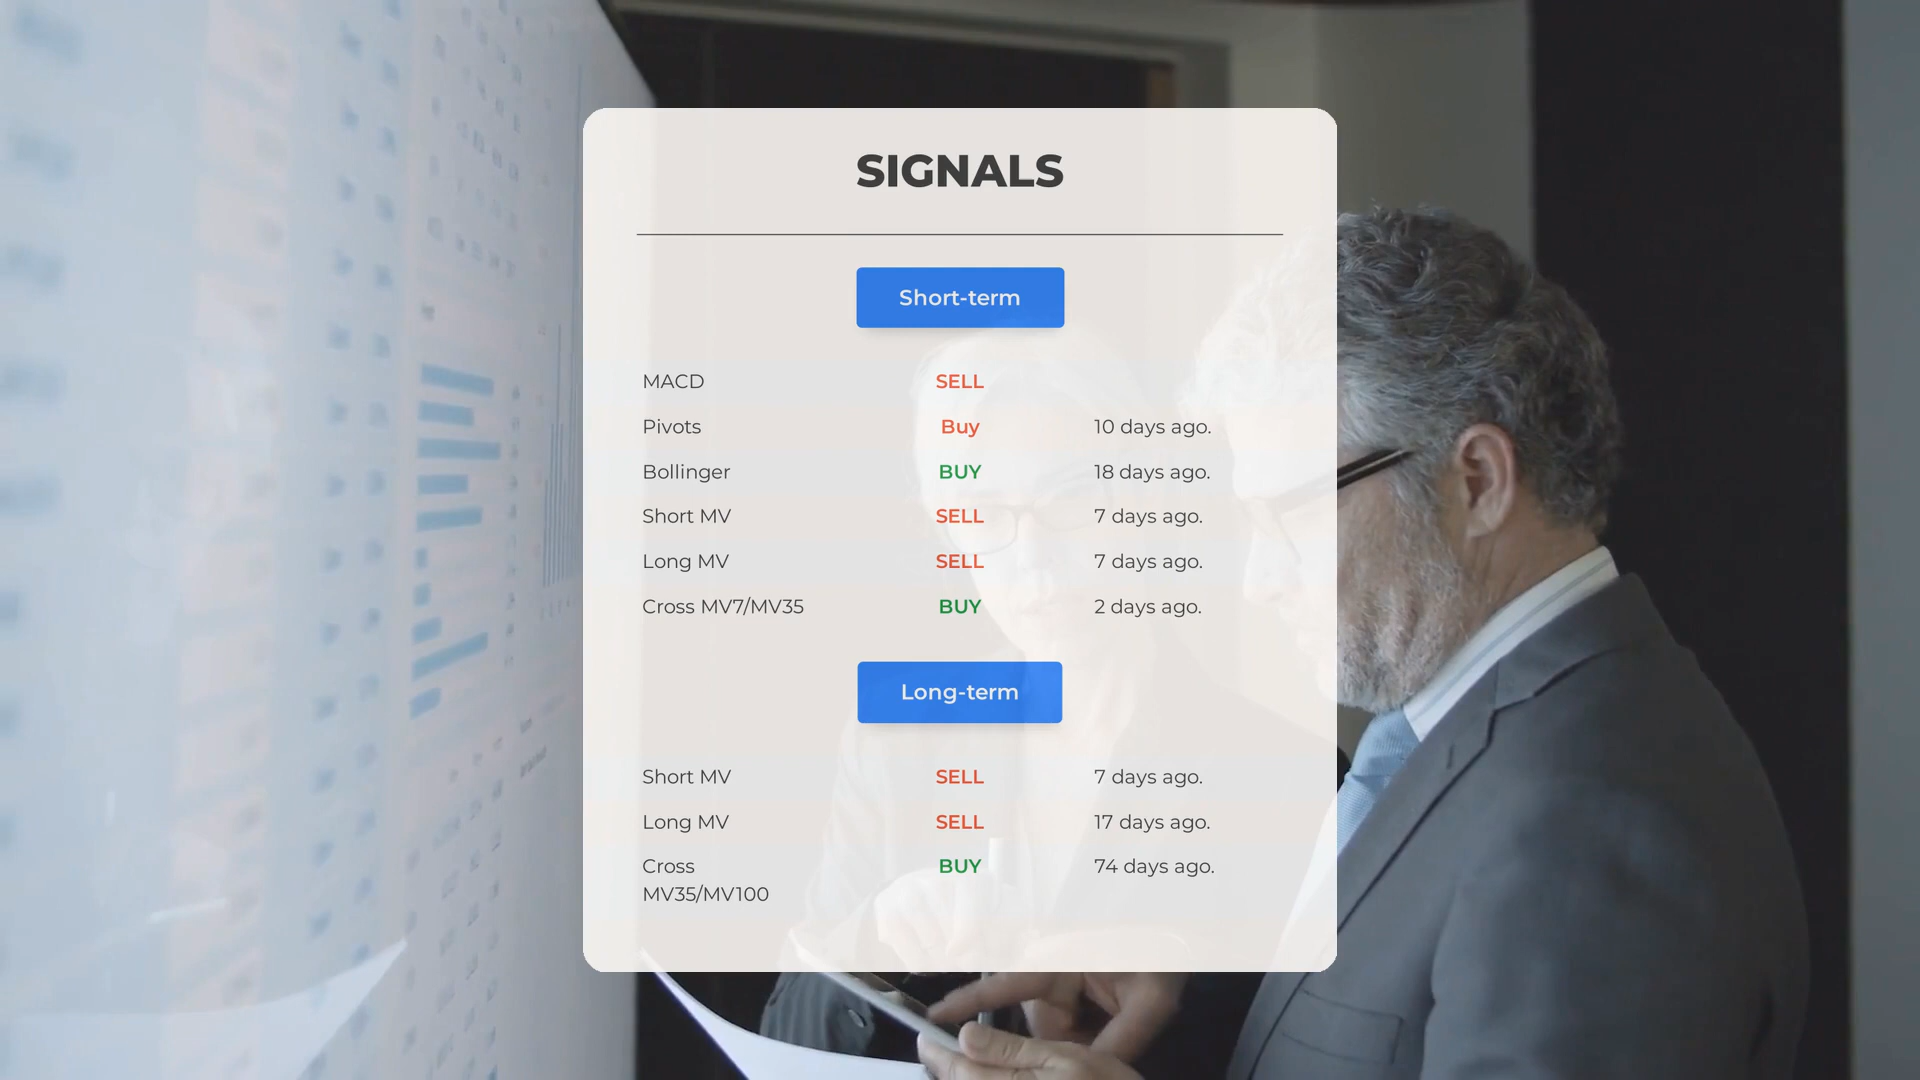 SIGNALS
Short-term
MACD SELL
Pivots Buy 10 days ago.
Bollinger BUY 18 days ago.
Short MV SELL 7 days ago.
Long MV SELL 7 days ago.
Cross MV7/MV35 BUY 2 days ago.
Long-term
Short MV SELL 7 days ago.
Long MV SELL 17 days ago.
Cross BUY 74 days ago.
MV35/MV100